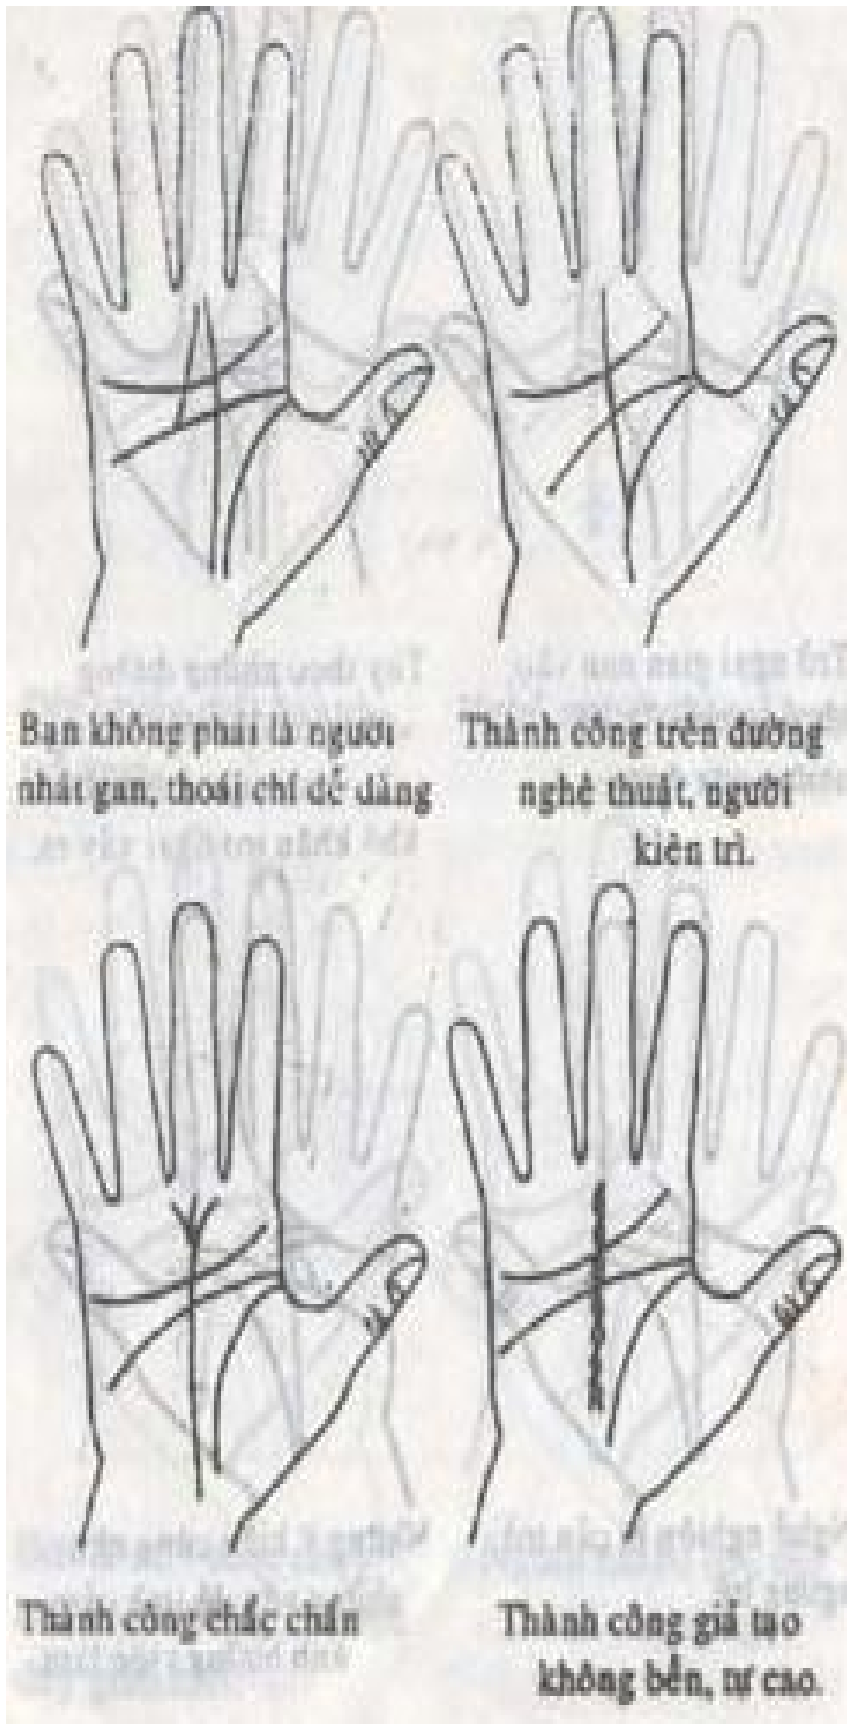 Bạn không phải là người
nhát gan, thoái chí dễ dàng
Thành công trên đường
nghệ thuật, người
kiên trì.
Thành công chắc chắn
Thành công giả tạo
không bền, tự cao.